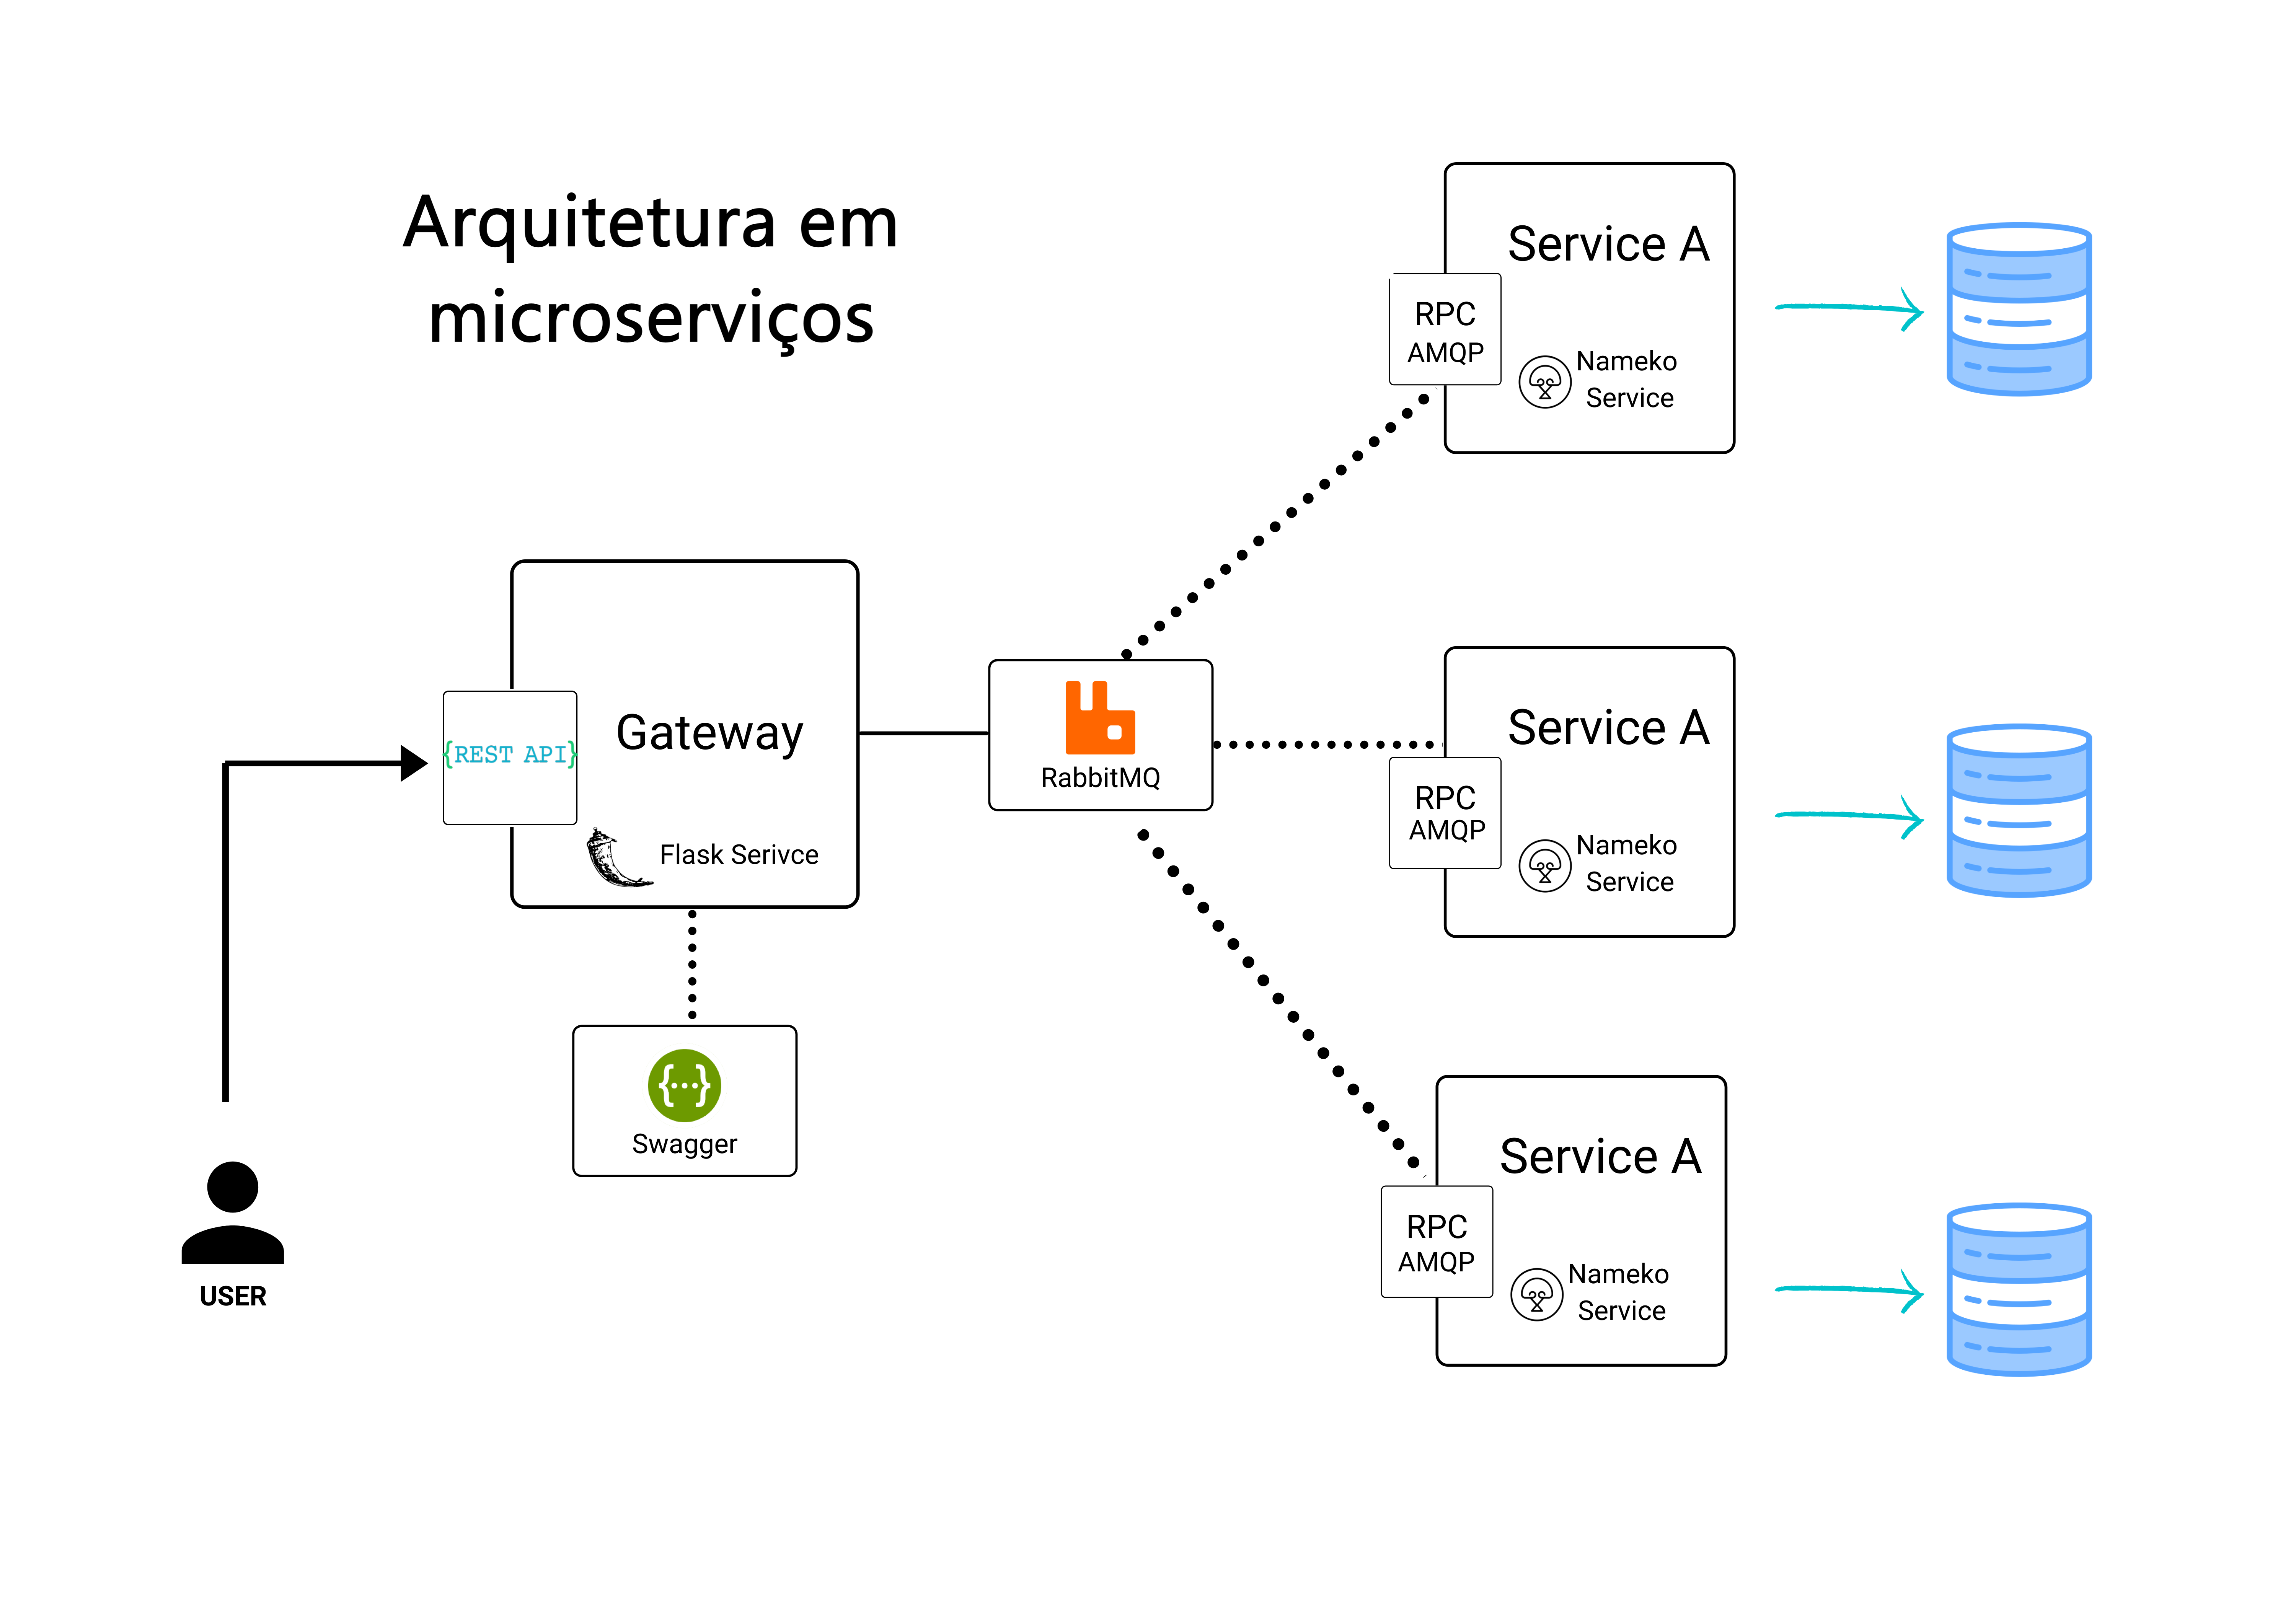 Arquitetura em
microserviços
Service A
RPC
AMQP
Nameko
Service
Gateway
{REST API}
Flask Serivce
RabbitMQ
Service A
RPC
AMQP
Nameko
Service
Swagger
USER
Service A
RPC
AMQP
Nameko
Service